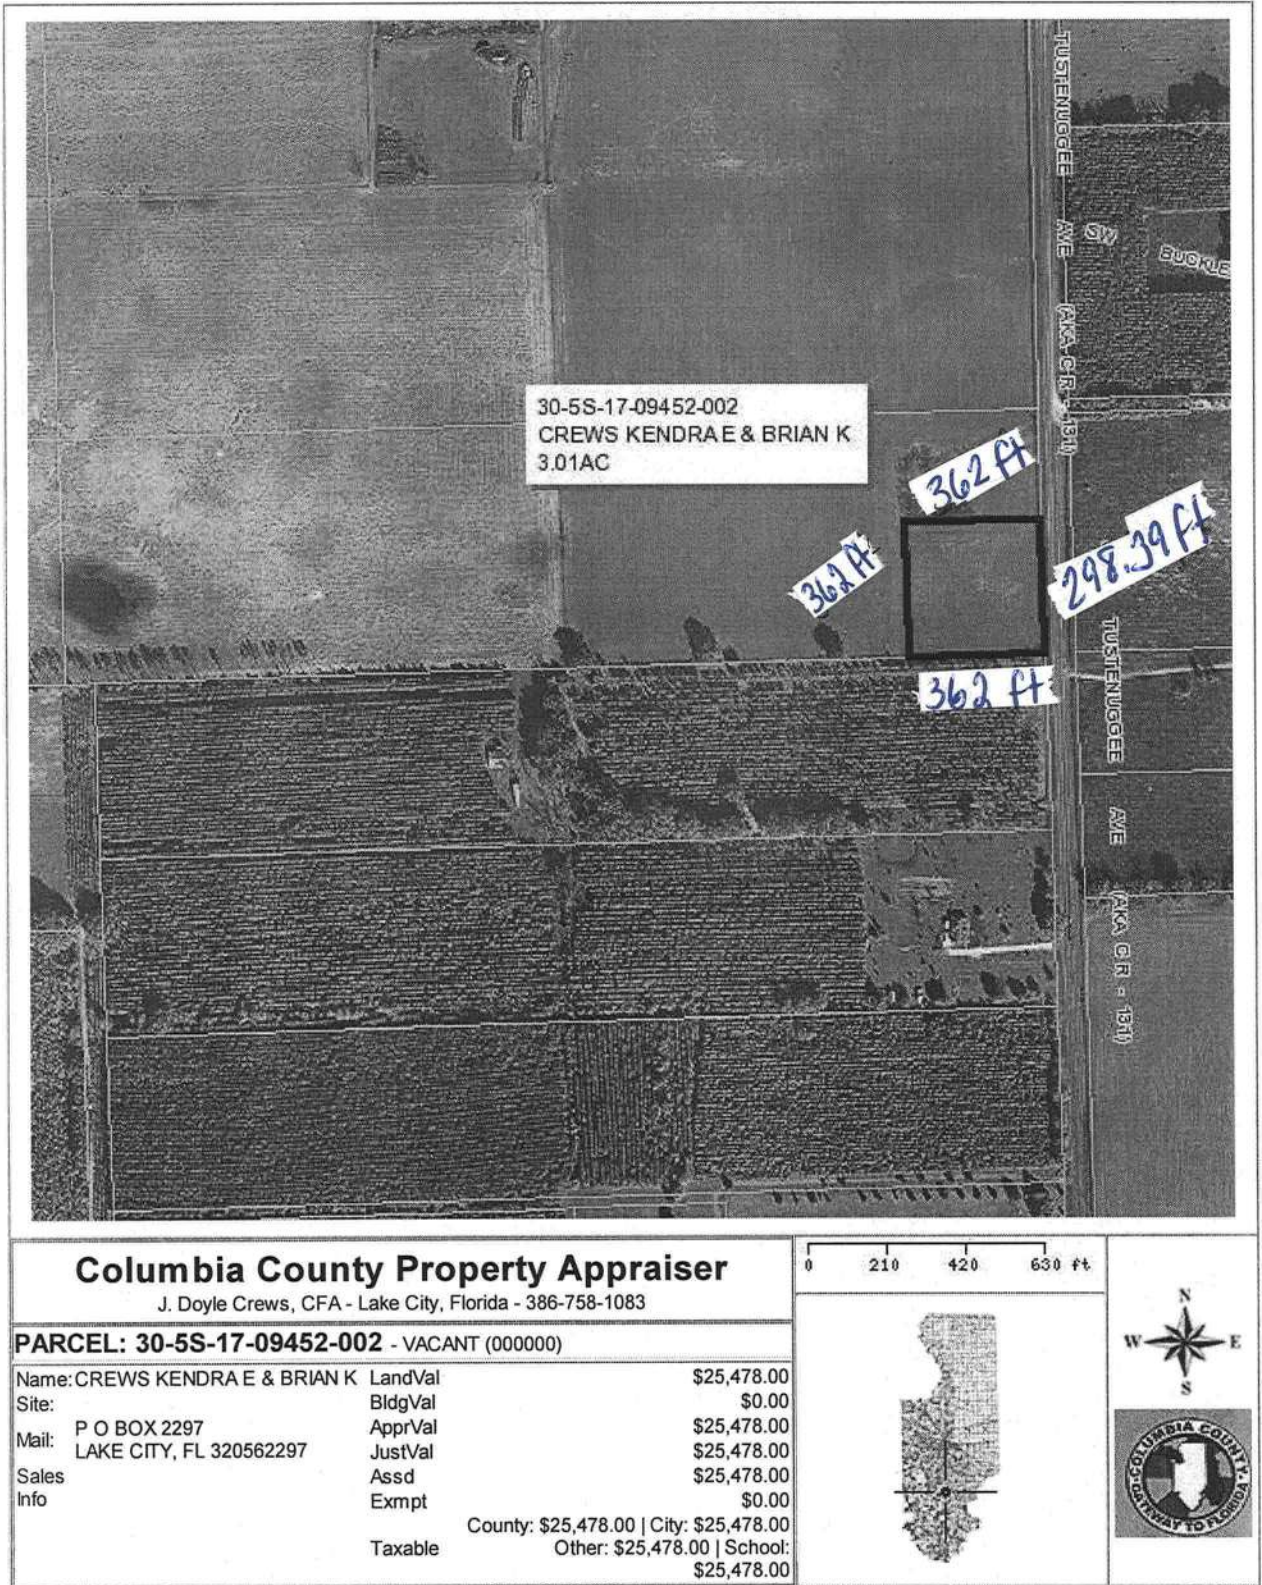 TUSTENUGGEE AVE (AKA C R - 131)
SW BUCKLE
30-5S-17-09452-002
CREWS KENDRA E & BRIAN K
3.01AC
362 ft
362 ft
298.39 ft
362 ft
TUSTENUGGEE AVE (AKA C R - 131)
Columbia County Property Appraiser
J. Doyle Crews, CFA - Lake City, Florida - 386-758-1083
PARCEL: 30-5S-17-09452-002 - VACANT (000000)
Name: CREWS KENDRA E & BRIAN K LandVal $25,478.00
Site: BldgVal $0.00
Mail: P O BOX 2297 ApprVal $25,478.00
LAKE CITY, FL 320562297 JustVal $25,478.00
Sales Assd $25,478.00
Info Exmpt $0.00
Taxable County: $25,478.00 | City: $25,478.00
Other: $25,478.00 | School:
$25,478.00
0 210 420 630 ft
N
W E
S
COLUMBIA COUNTY
GATEWAY TO FLORIDA